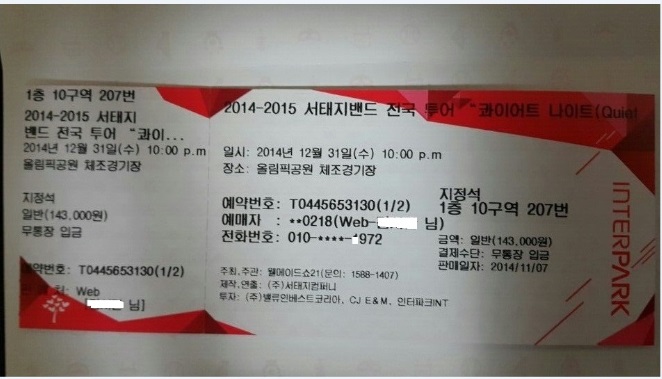 1층 10구역 207번
2014-2015 서태지
밴드 전국 투어 “콰이...
2014년 12월 31일(수) 10:00 p.m
올림픽공원 체조경기장
지정석
일반(143,000원)
무통장 입금
예약번호: T0445653130(1/2)
처: Web
님]
2014-2015 서태지밴드 전국 투어 “콰이어트 나이트(Quiet
일시: 2014년 12월 31일(수) 10:00 p.m
장소: 올림픽공원 체조경기장
예약번호: T0445653130(1/2)
예매자 : **0218(Web- 님)
전화번호: 010-****-1972
지정석
1층 10구역 207번
금액: 일반(143,000원)
결제수단: 무통장 입금
판매일자: 2014/11/07
주최,주관: 웰메이드쇼21(문의: 1588-1407)
제작,연출: (주)서태지컴퍼니
투자: (주)밸류인베스트코리아, CJ E&M, 인터파크INT
INTERPARK